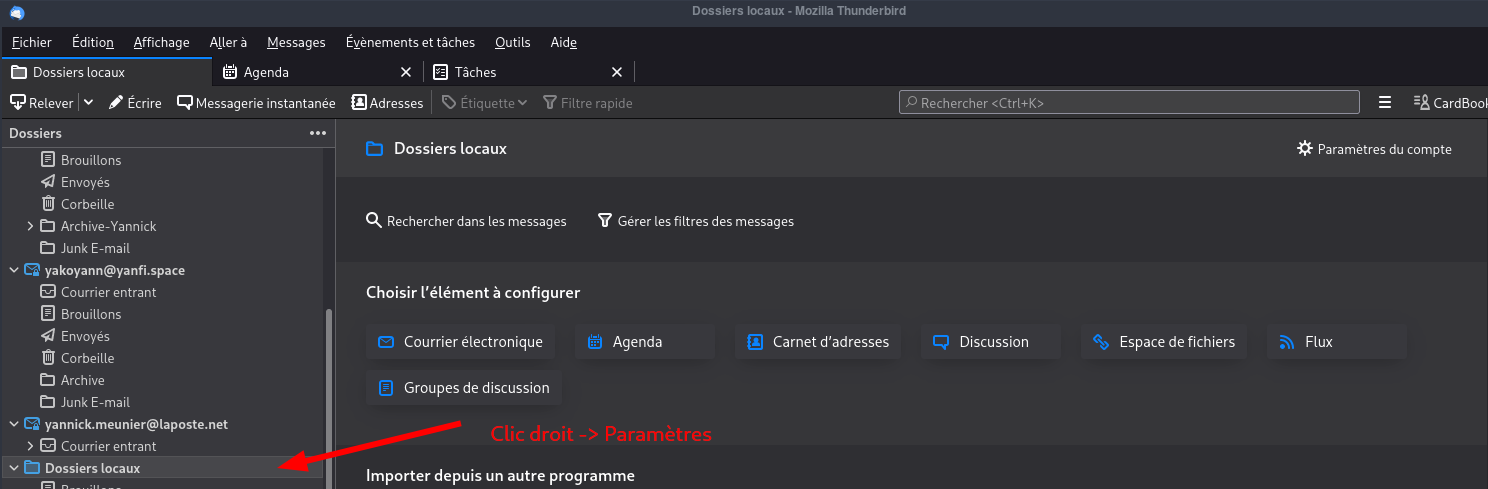 Dossiers locaux - Mozilla Thunderbird
Fichier Édition Affichage Aller à Messages Évènements et tâches Outils Aide
Dossiers locaux Agenda Tâches
Relever Écrire Messagerie instantanée Adresses Étiquette Filtre rapide Rechercher <Ctrl+K> CardBook
Dossiers
Dossiers locaux Paramètres du compte
Brouillons
Envoyés
Corbeille
Archive-Yannick
Junk E-mail
yakoyann@yanfi.space
Courrier entrant
Brouillons
Envoyés
Corbeille
Archive
Junk E-mail
yannick.meunier@laposte.net
Courrier entrant
Dossiers locaux
Brouillons
Rechercher dans les messages Gérer les filtres des messages
Choisir l’élément à configurer
Courrier électronique Agenda Carnet d’adresses Discussion Espace de fichiers Flux
Groupes de discussion
Clic droit -> Paramètres
Importer depuis un autre programme